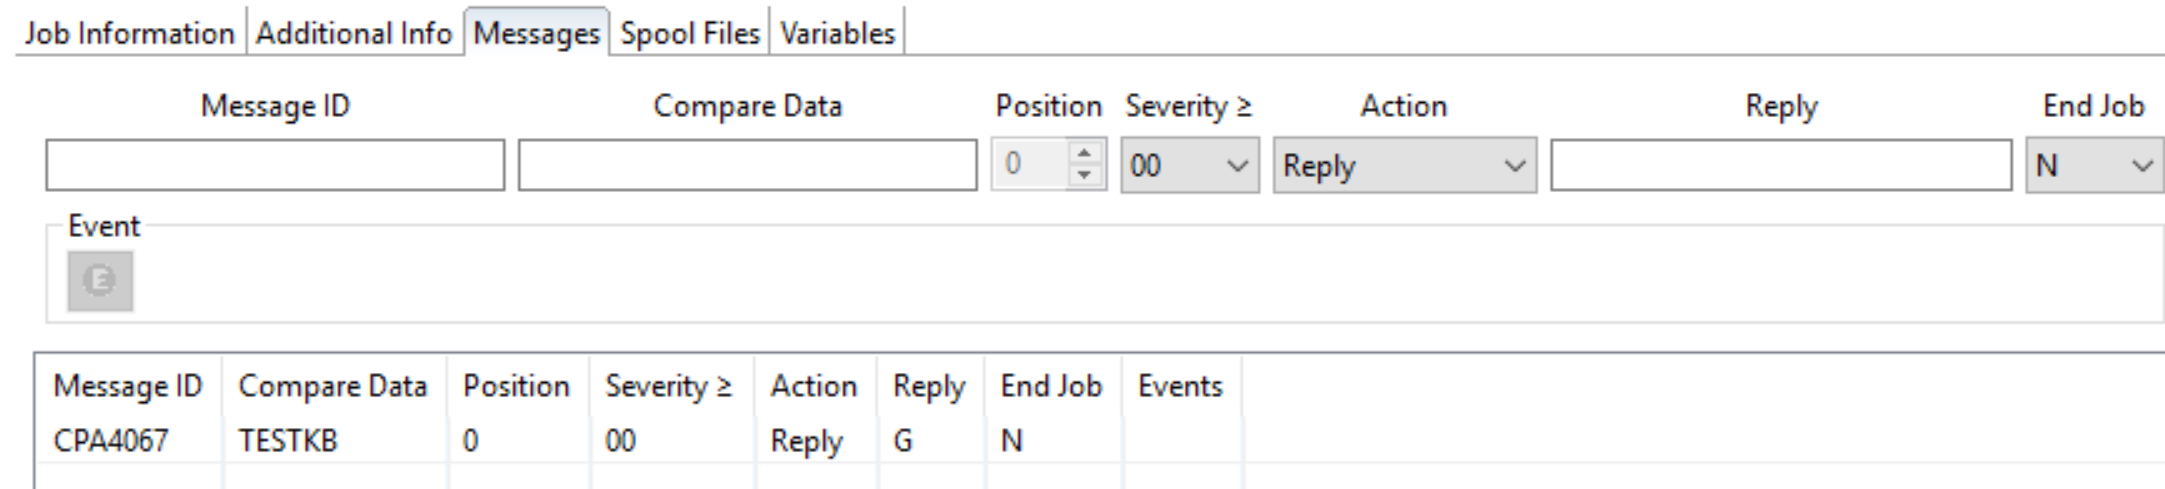 Job Information Additional Info Messages Spool Files Variables
Message ID Compare Data Position Severity ≥ Action Reply End Job
0 00 Reply N
Event
E
Message ID Compare Data Position Severity ≥ Action Reply End Job Events
CPA4067 TESTKB 0 00 Reply G N